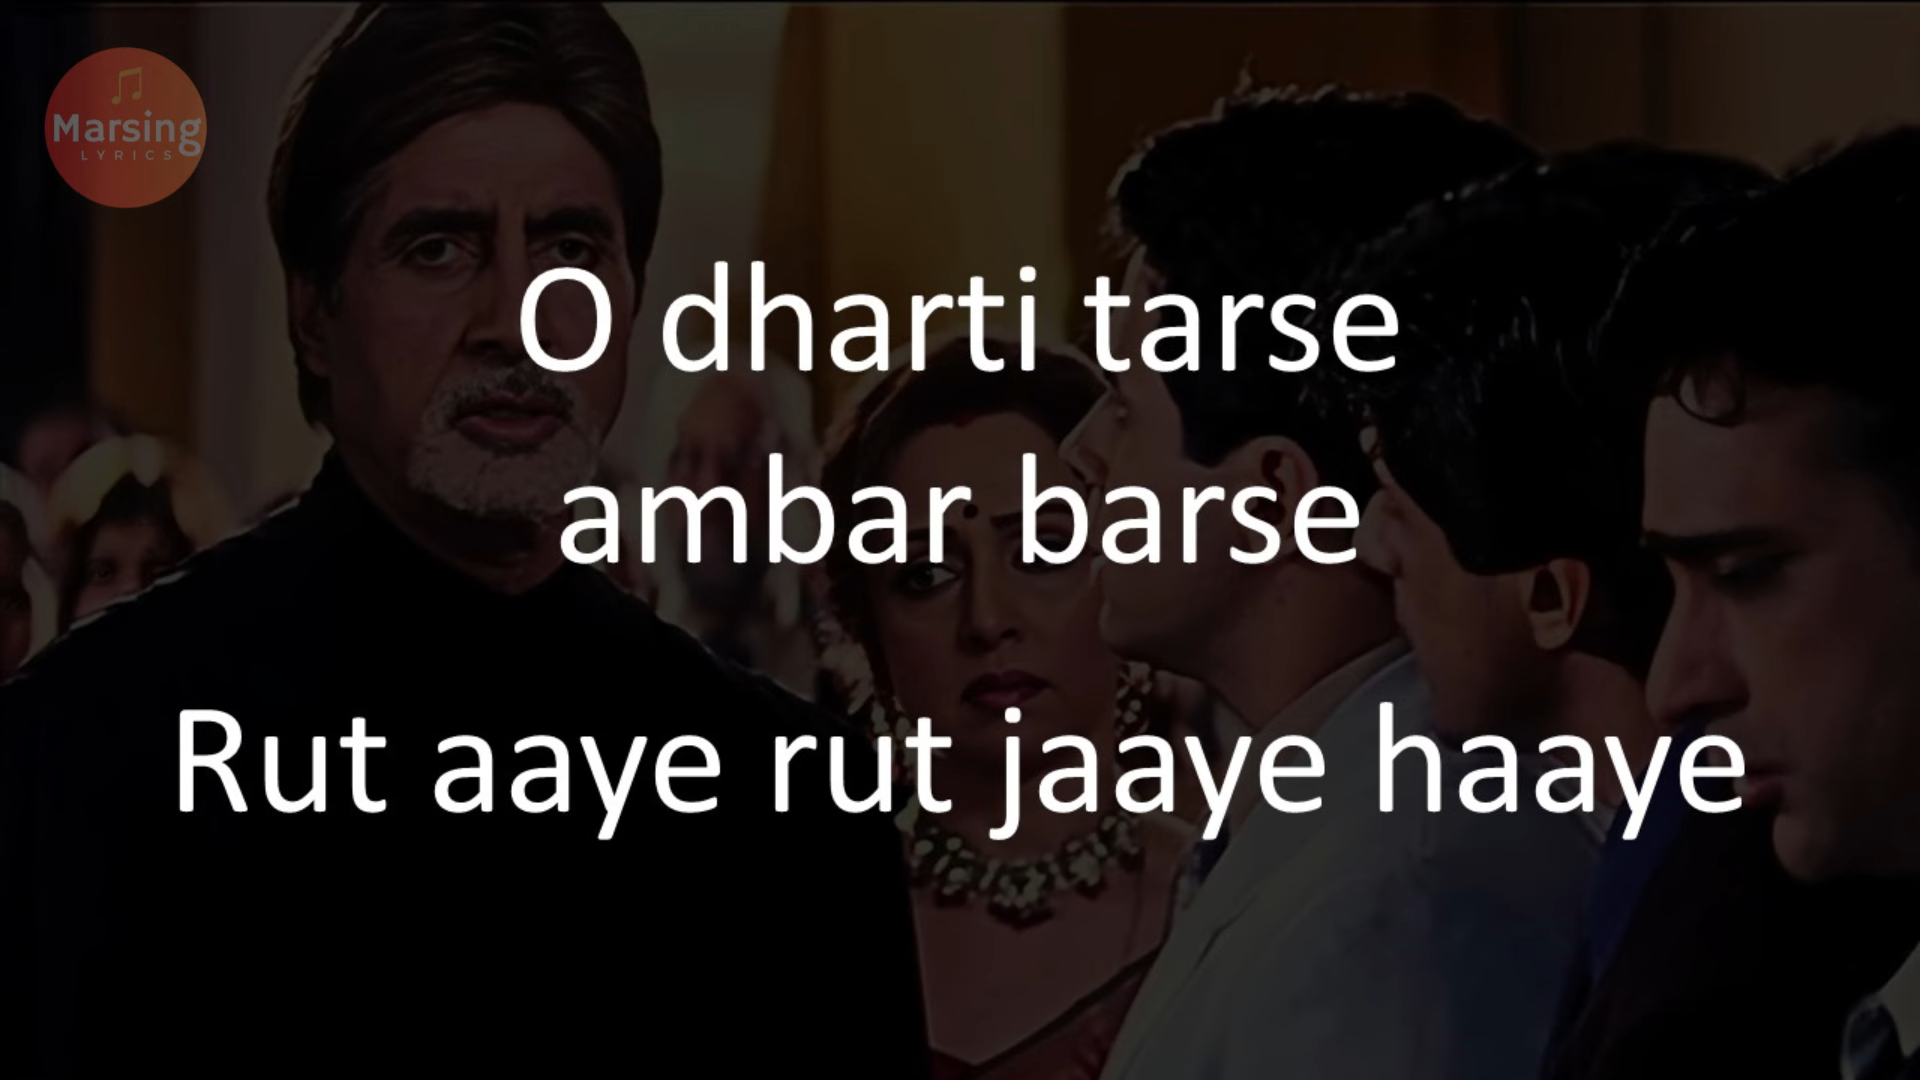 Marsing
LYRICS
O dharti tarse
ambar barse
Rut aaye rut jaaye haaye